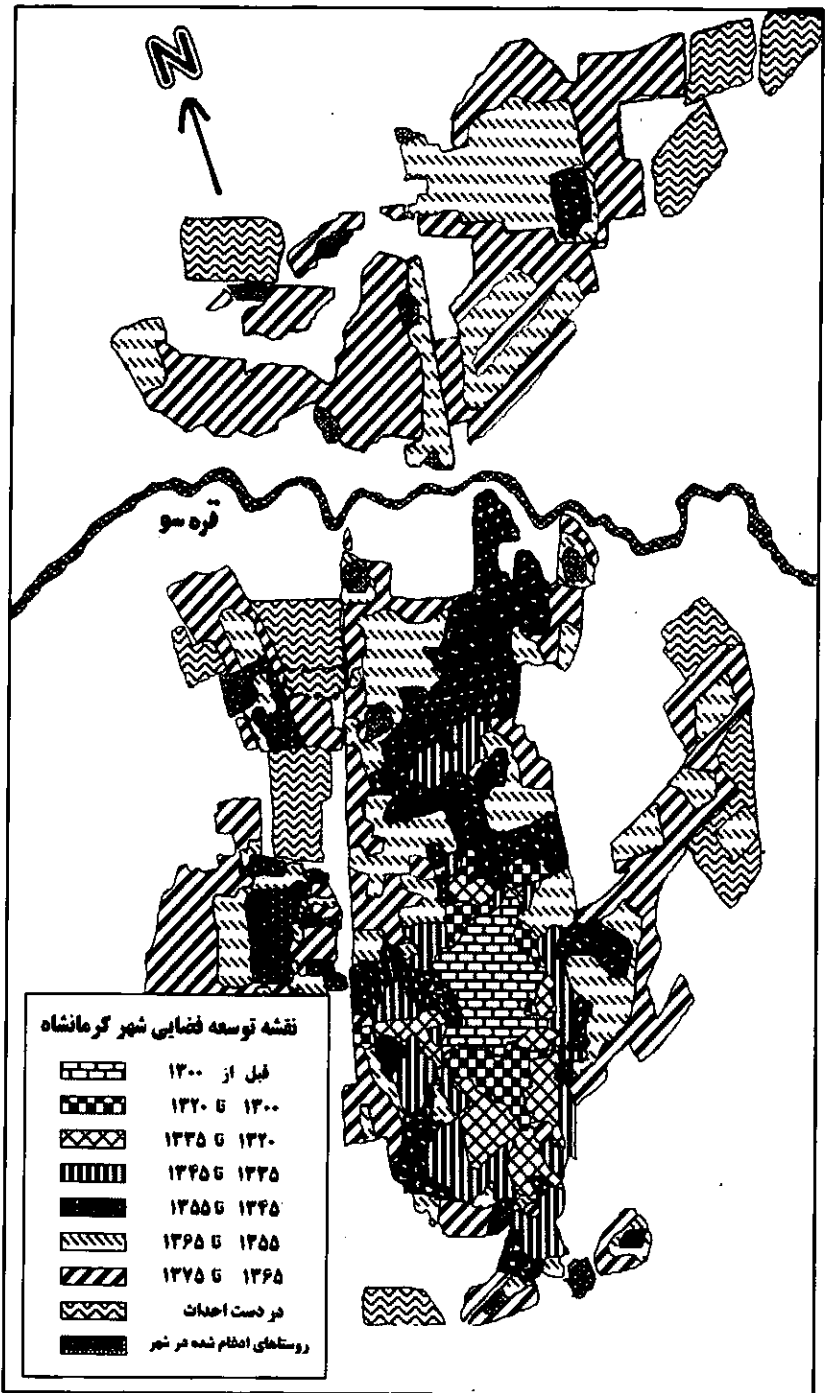 N
قره سو
نقشه توسعه فضایی شهر کرمانشاه
قبل از ۱۳۰۰
۱۳۰۰ تا ۱۳۲۰
۱۳۲۰ تا ۱۳۳۵
۱۳۳۵ تا ۱۳۴۵
۱۳۴۵ تا ۱۳۵۵
۱۳۵۵ تا ۱۳۶۵
۱۳۶۵ تا ۱۳۷۵
در دست احداث
روستاهای ادغام شده در شهر